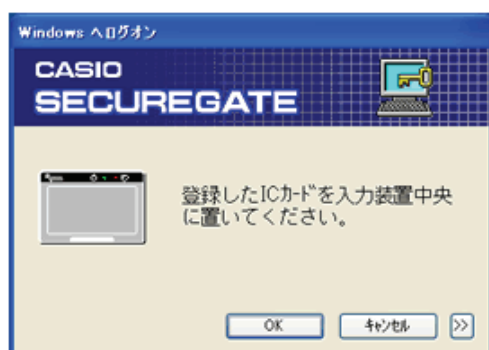 Windows へログオン
CASIO
SECUREGATE
登録したICカードを入力装置中央
に置いてください。
OK
キャンセル
>>